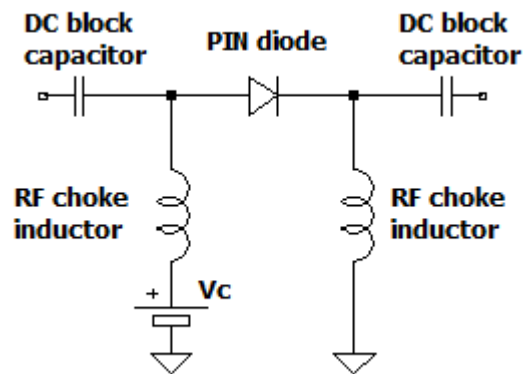 DC block
capacitor
PIN diode
DC block
capacitor
RF choke
inductor
RF choke
inductor
+
Vc